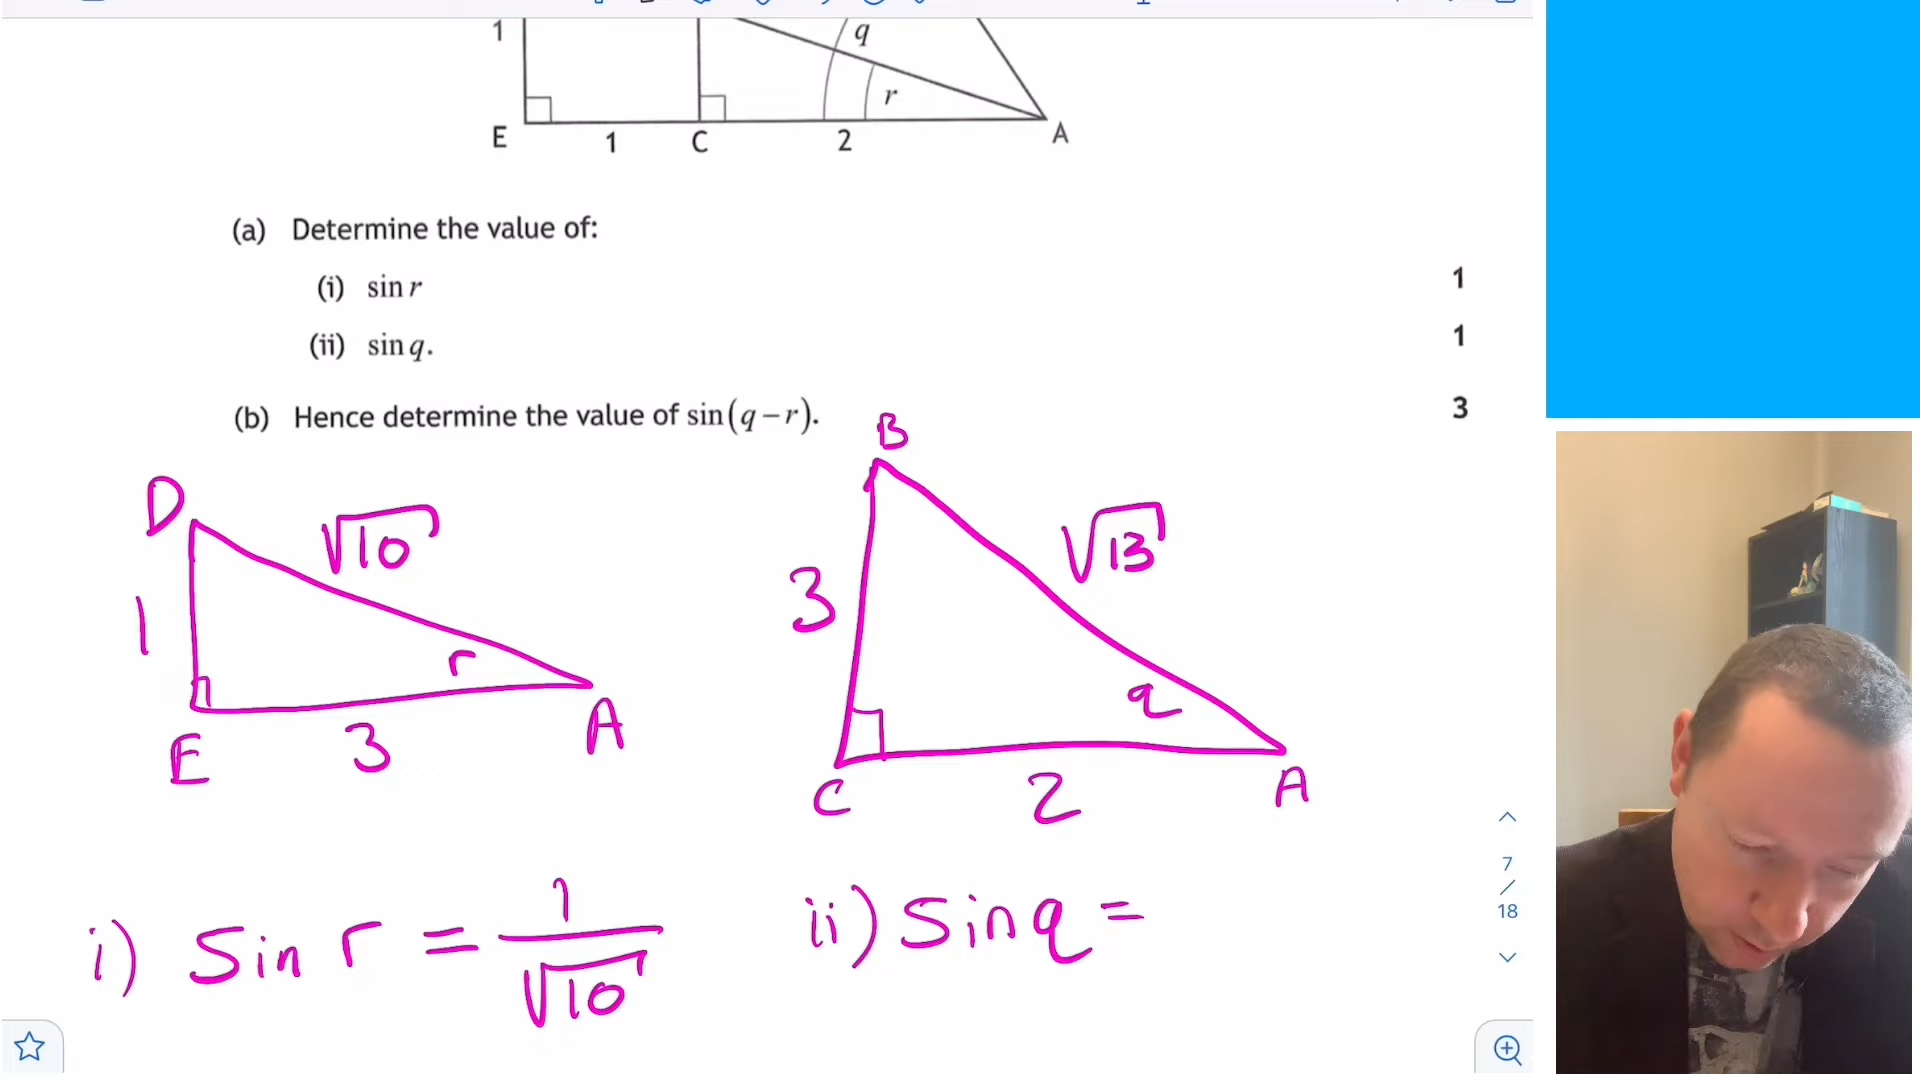 1
q
r
E 1 C 2 A
(a) Determine the value of:
(i) sin r 1
(ii) sin q. 1
(b) Hence determine the value of sin(q – r). 3
D
√10
1
r
E 3 A
B
√13
3
q
C 2 A
7
/
18
i) Sin r = 1/√10
ii) Sin q =